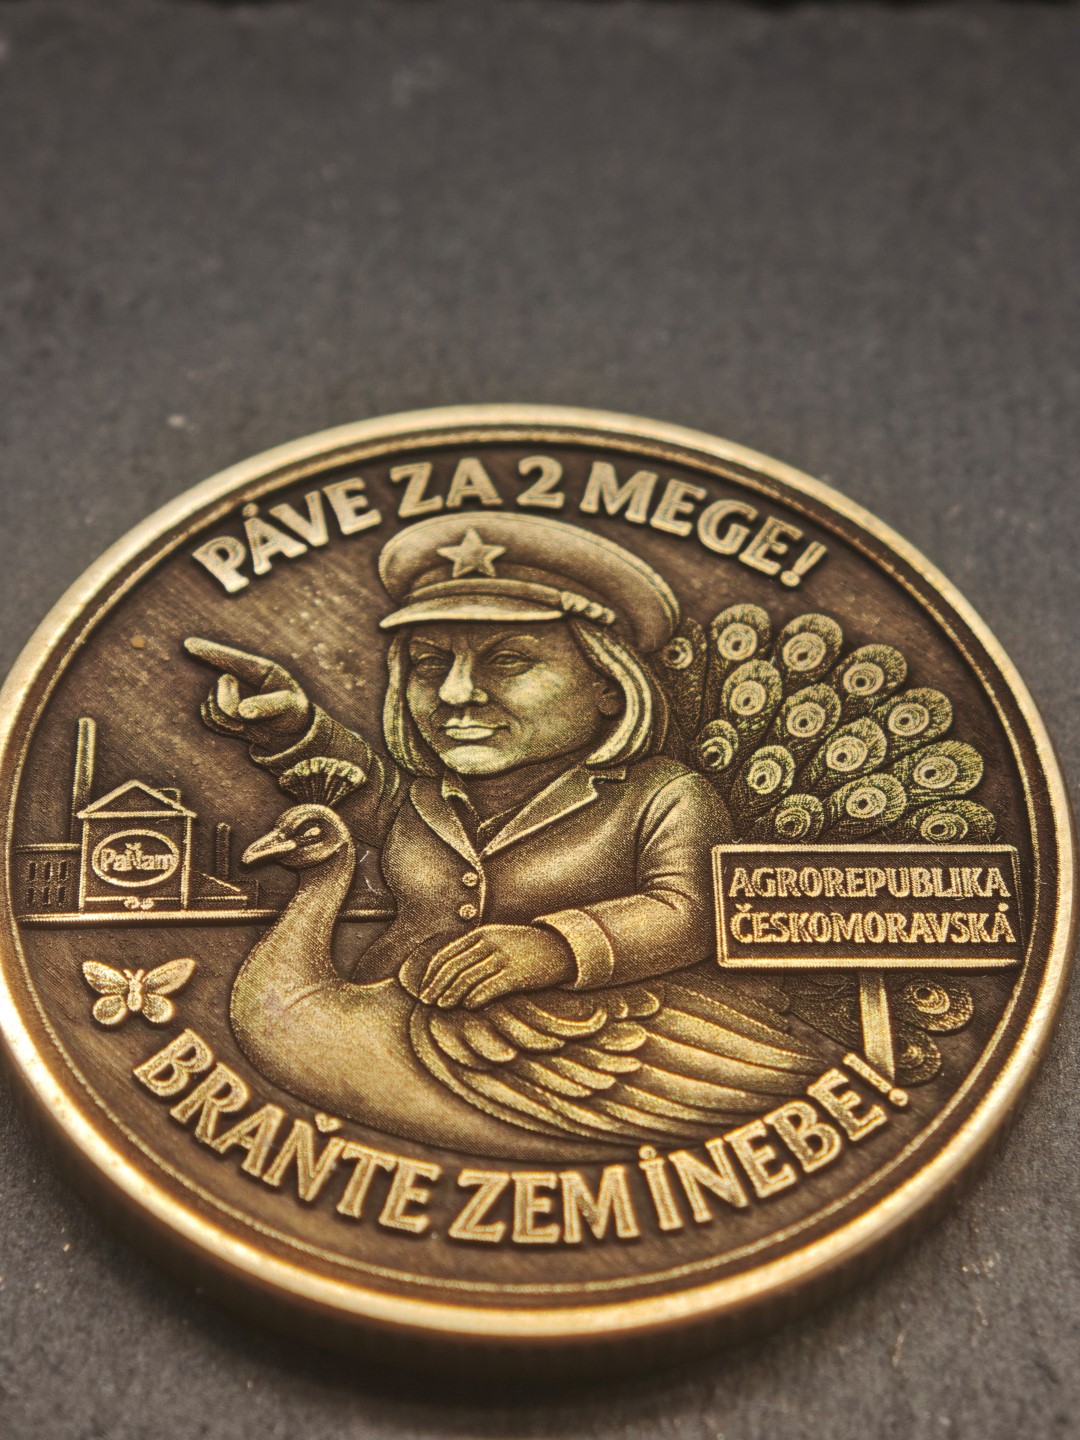 PÁVE ZA 2 MEGE!
PaŇam
AGROREPUBLIKA
ČESKOMORAVSKÁ
BRAŇTE ZEM I NEBE!